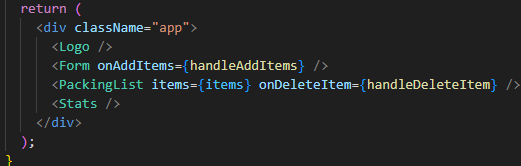 return (
<div className="app">
<Logo />
<Form onAddItems={handleAddItems} />
<PackingList items={items} onDeleteItem={handleDeleteItem} />
<Stats />
</div>
);
}